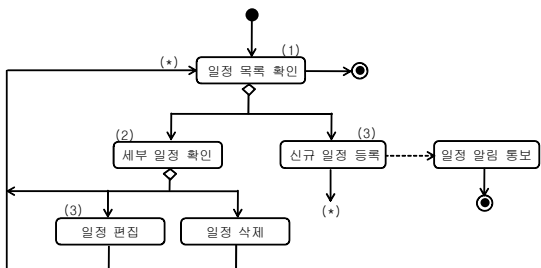 (1)
(*)
일정 목록 확인
(2)
(3)
세부 일정 확인
신규 일정 등록
일정 알림 통보
(3)
(*)
일정 편집
일정 삭제